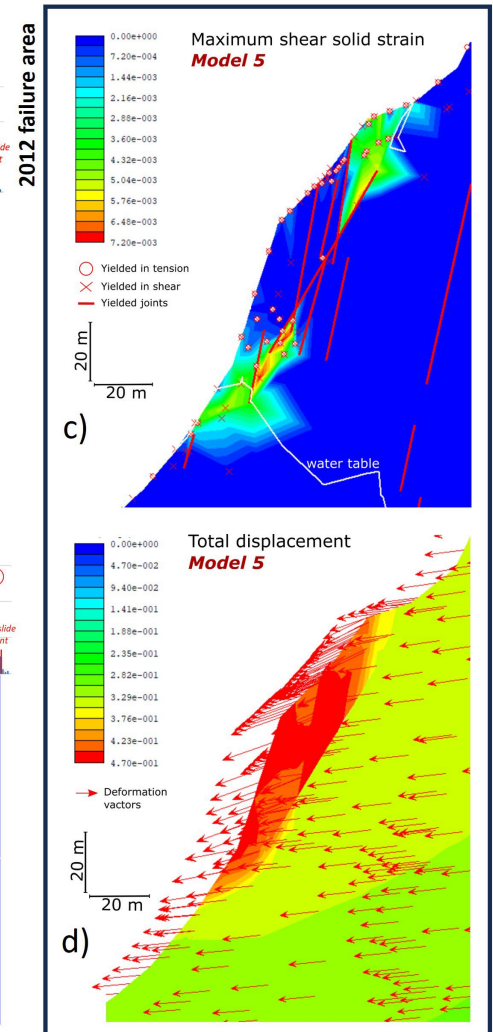 2012 failure area
Maximum shear solid strain
Model 5
0.00e+000
7.20e-004
1.44e-003
2.16e-003
2.88e-003
3.60e-003
4.32e-003
5.04e-003
5.76e-003
6.48e-003
7.20e-003
Yielded in tension
Yielded in shear
Yielded joints
20 m
20 m
c)
water table
Total displacement
Model 5
0.00e+000
4.70e-002
9.40e-002
1.41e-001
1.88e-001
2.35e-001
2.82e-001
3.29e-001
3.76e-001
4.23e-001
4.70e-001
Deformation
vactors
20 m
20 m
d)